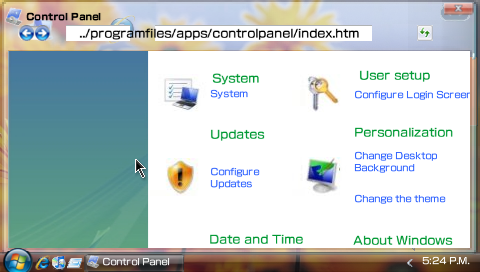 Control Panel
../programfiles/apps/controlpanel/index.htm
System
System
User setup
Configure Login Screen
Updates
Configure
Updates
Personalization
Change Desktop
Background
Change the theme
Date and Time
About Windows
Control Panel
5:24 P.M.